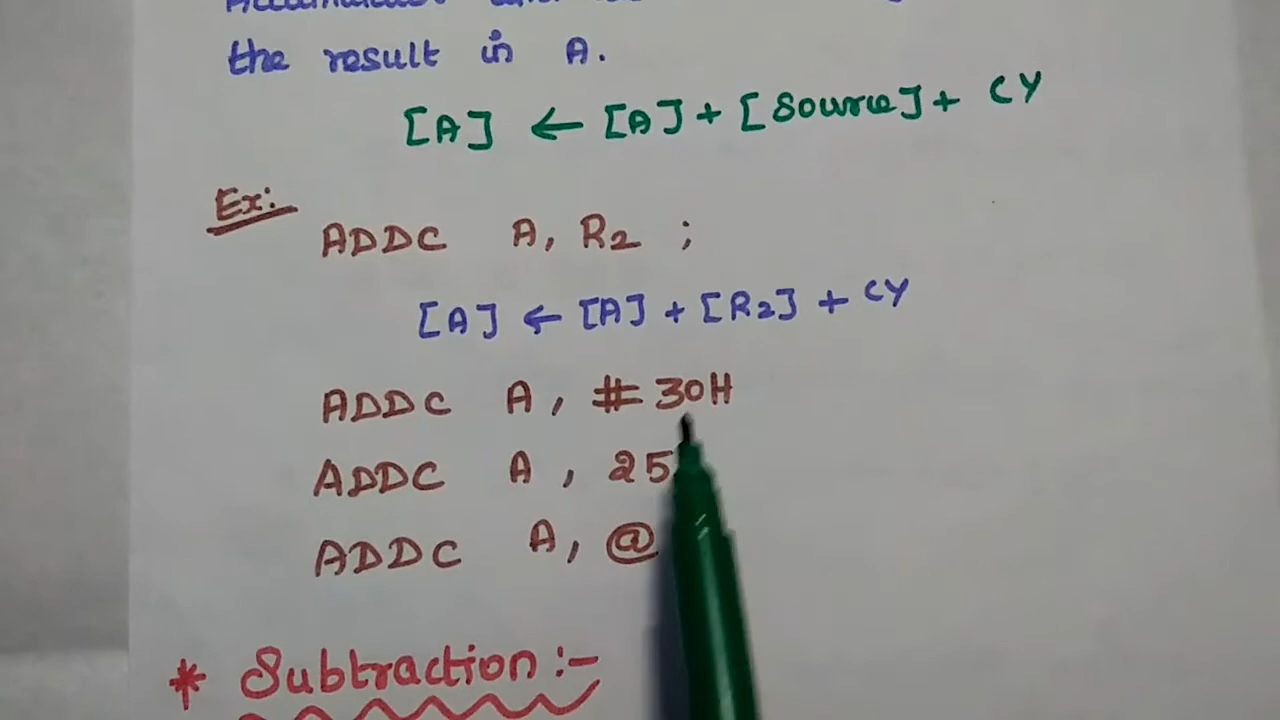 the result in A.
[A] ← [A] + [Source] + CY
Ex:
ADDC A, R2 ;
[A] ← [A] + [R2] + CY
ADDC A, #30H
ADDC A, 25
ADDC A, @
* Subtraction :-